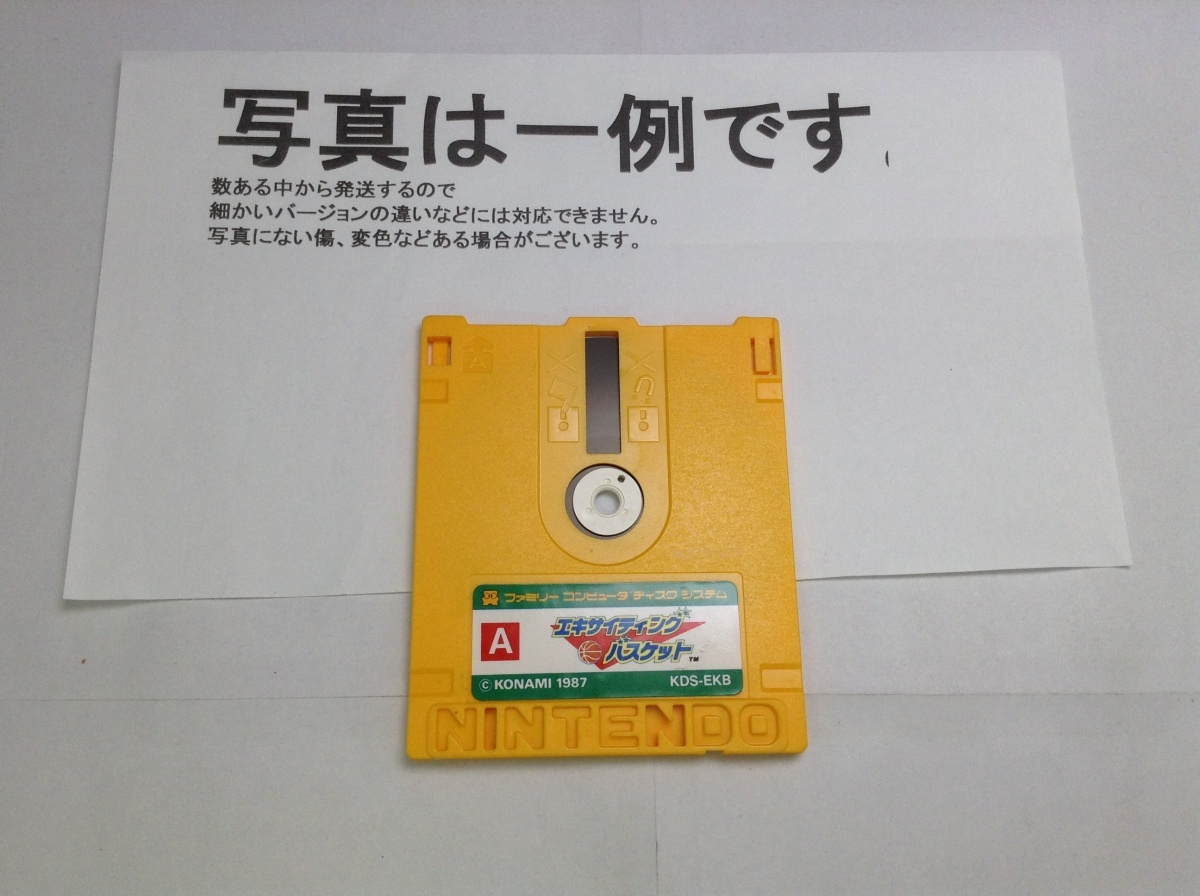 写真は一例です。
数ある中から発送するので
細かいバージョンの違いなどには対応できません。
写真にない傷、変色などある場合がございます。
A
ファミリー コンピュータ ディスク システム
A
エキサイティング
バスケット TM
© KONAMI 1987 KDS-EKB
NINTENDO